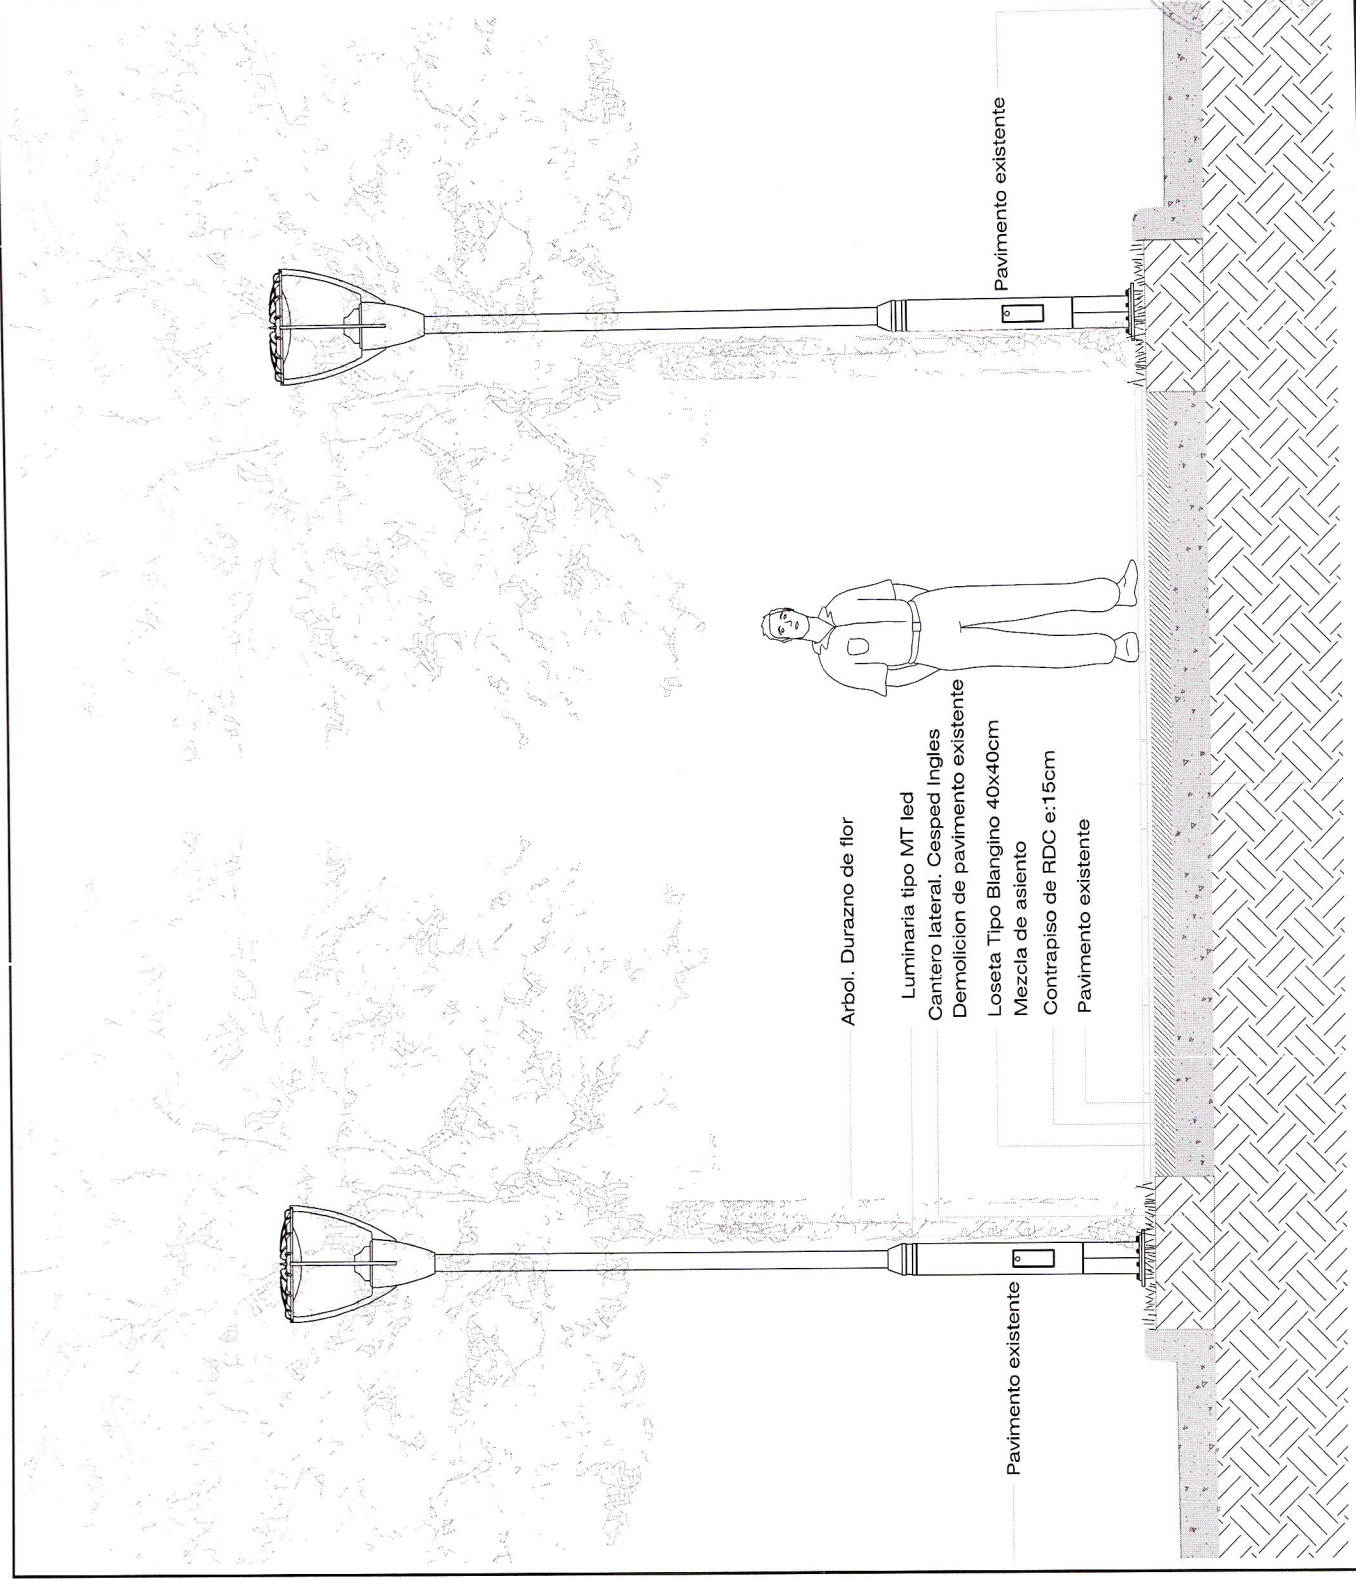 Arbol. Durazno de flor
Luminaria tipo MT led
Cantero lateral. Cesped Ingles
Demolicion de pavimento existente
Loseta Tipo Blangino 40x40cm
Mezcla de asiento
Contrapiso de RDC e:15cm
Pavimento existente
Pavimento existente
Pavimento existente